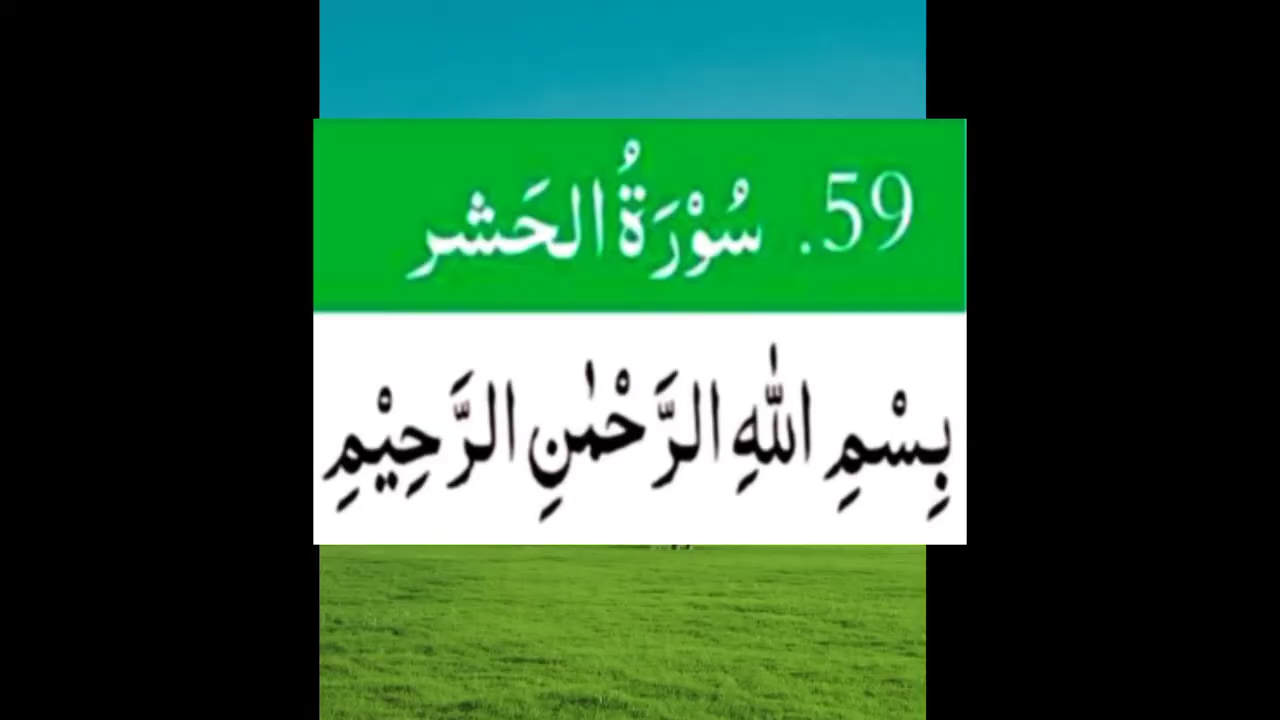 59. سُوْرَةُ الحَشر
بِسْمِ اللّٰهِ الرَّحْمٰنِ الرَّحِيْمِ